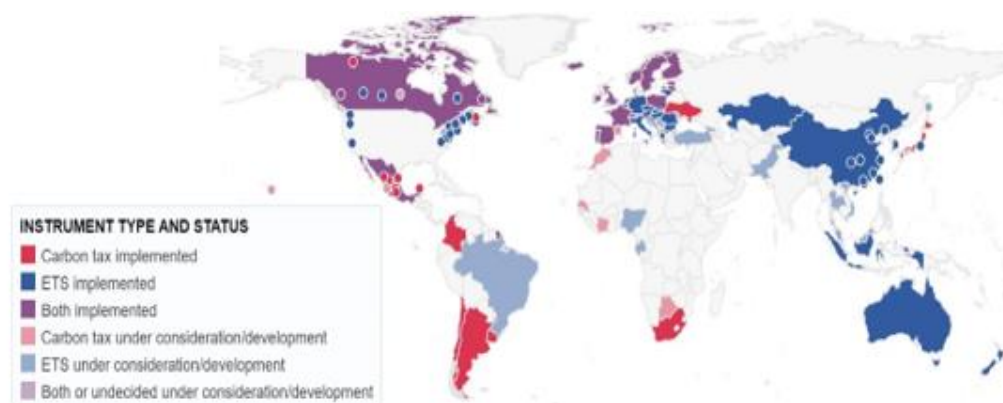 INSTRUMENT TYPE AND STATUS
Carbon tax implemented
ETS implemented
Both implemented
Carbon tax under consideration/development
ETS under consideration/development
Both or undecided under consideration/development